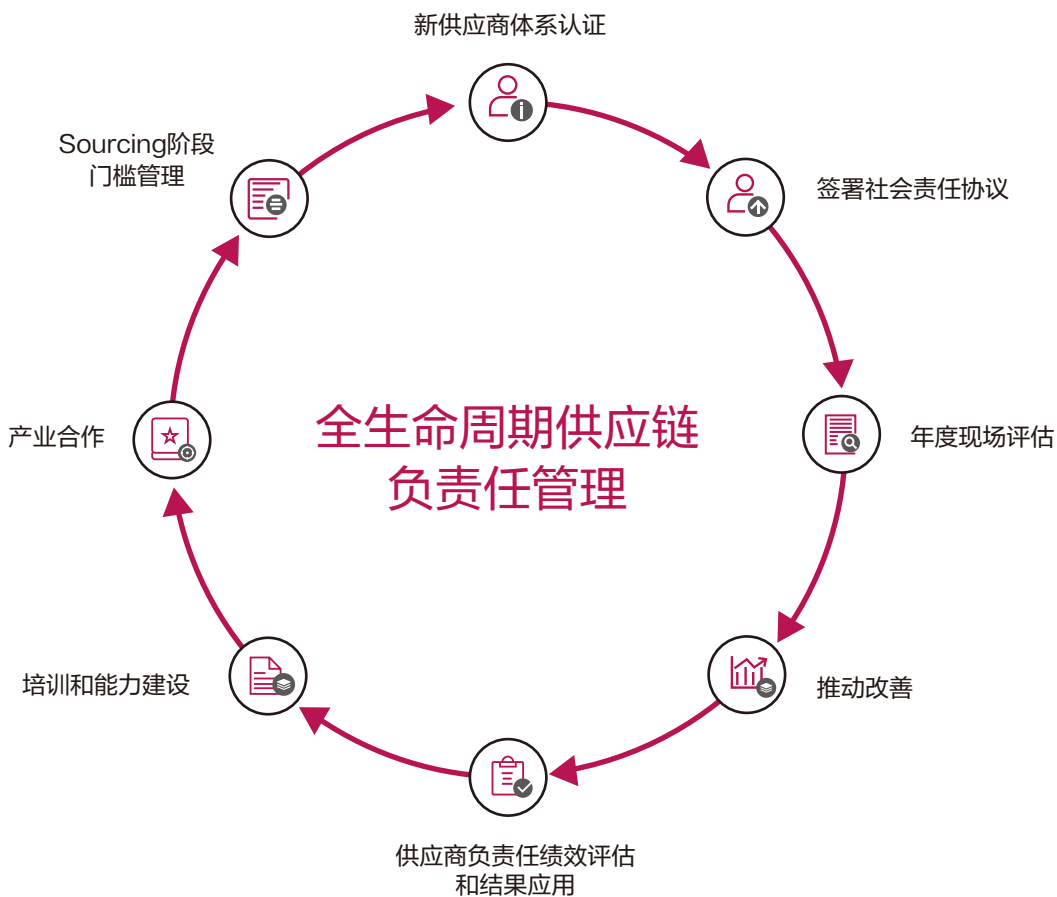 新供应商体系认证
Sourcing阶段
门槛管理
签署社会责任协议
全生命周期供应链
负责任管理
产业合作
年度现场评估
培训和能力建设
推动改善
供应商负责任绩效评估
和结果应用